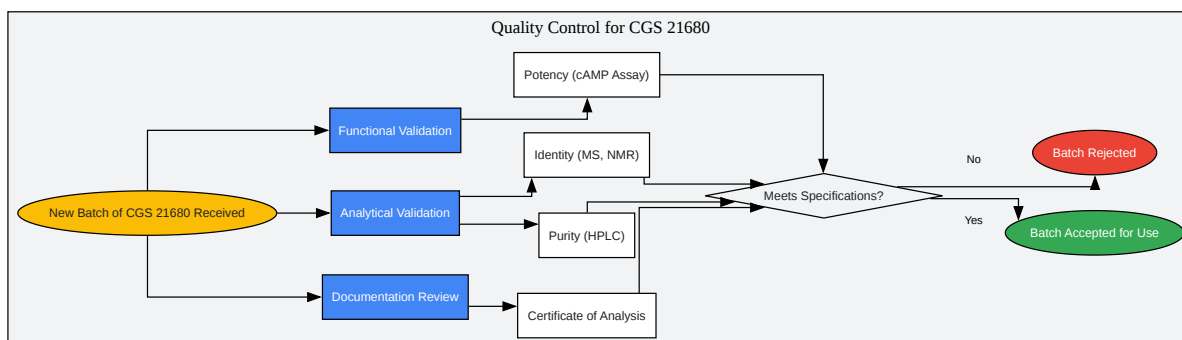 Quality Control for CGS 21680
Potency (cAMP Assay)
Functional Validation
Identity (MS, NMR)
Batch Rejected
No
New Batch of CGS 21680 Received
Analytical Validation
Meets Specifications?
Purity (HPLC)
Yes
Batch Accepted for Use
Documentation Review
Certificate of Analysis